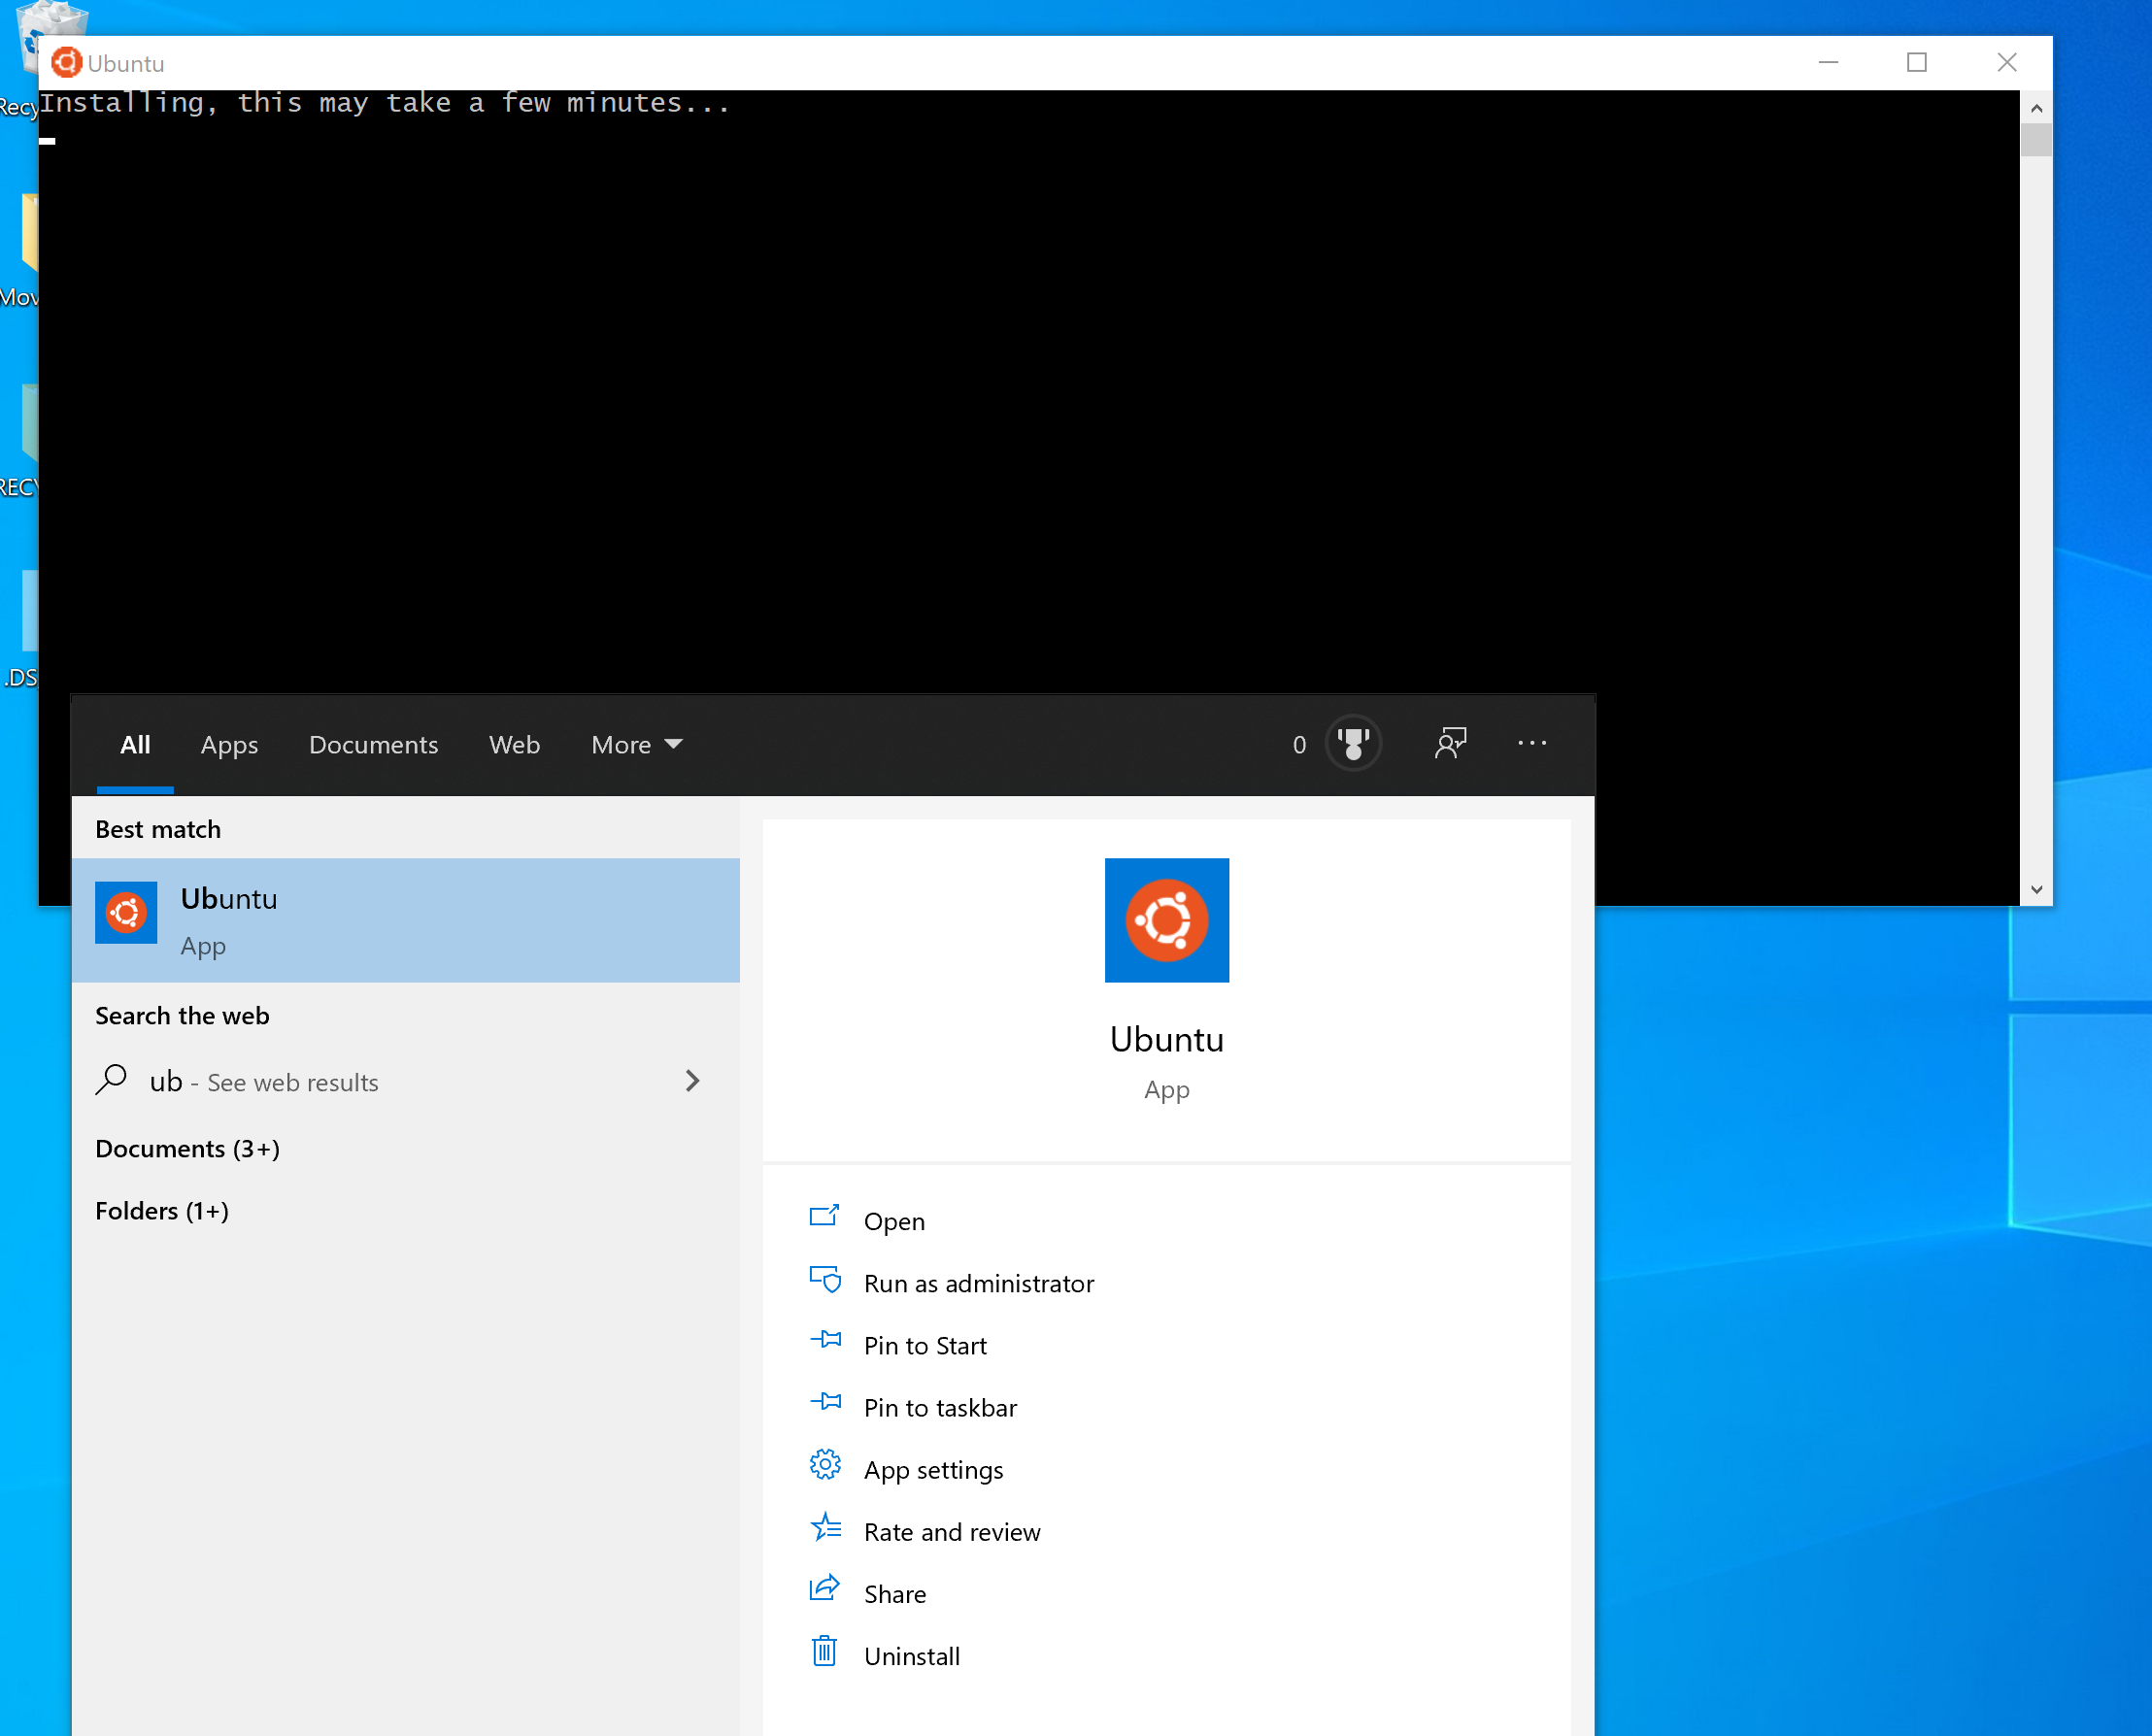 Ubuntu
Installing, this may take a few minutes...
Recy
Mov
RECY
.DS
All Apps Documents Web More 0
Best match
Ubuntu
App
Search the web
ub - See web results
Documents (3+)
Folders (1+)
Ubuntu
App
Open
Run as administrator
Pin to Start
Pin to taskbar
App settings
Rate and review
Share
Uninstall